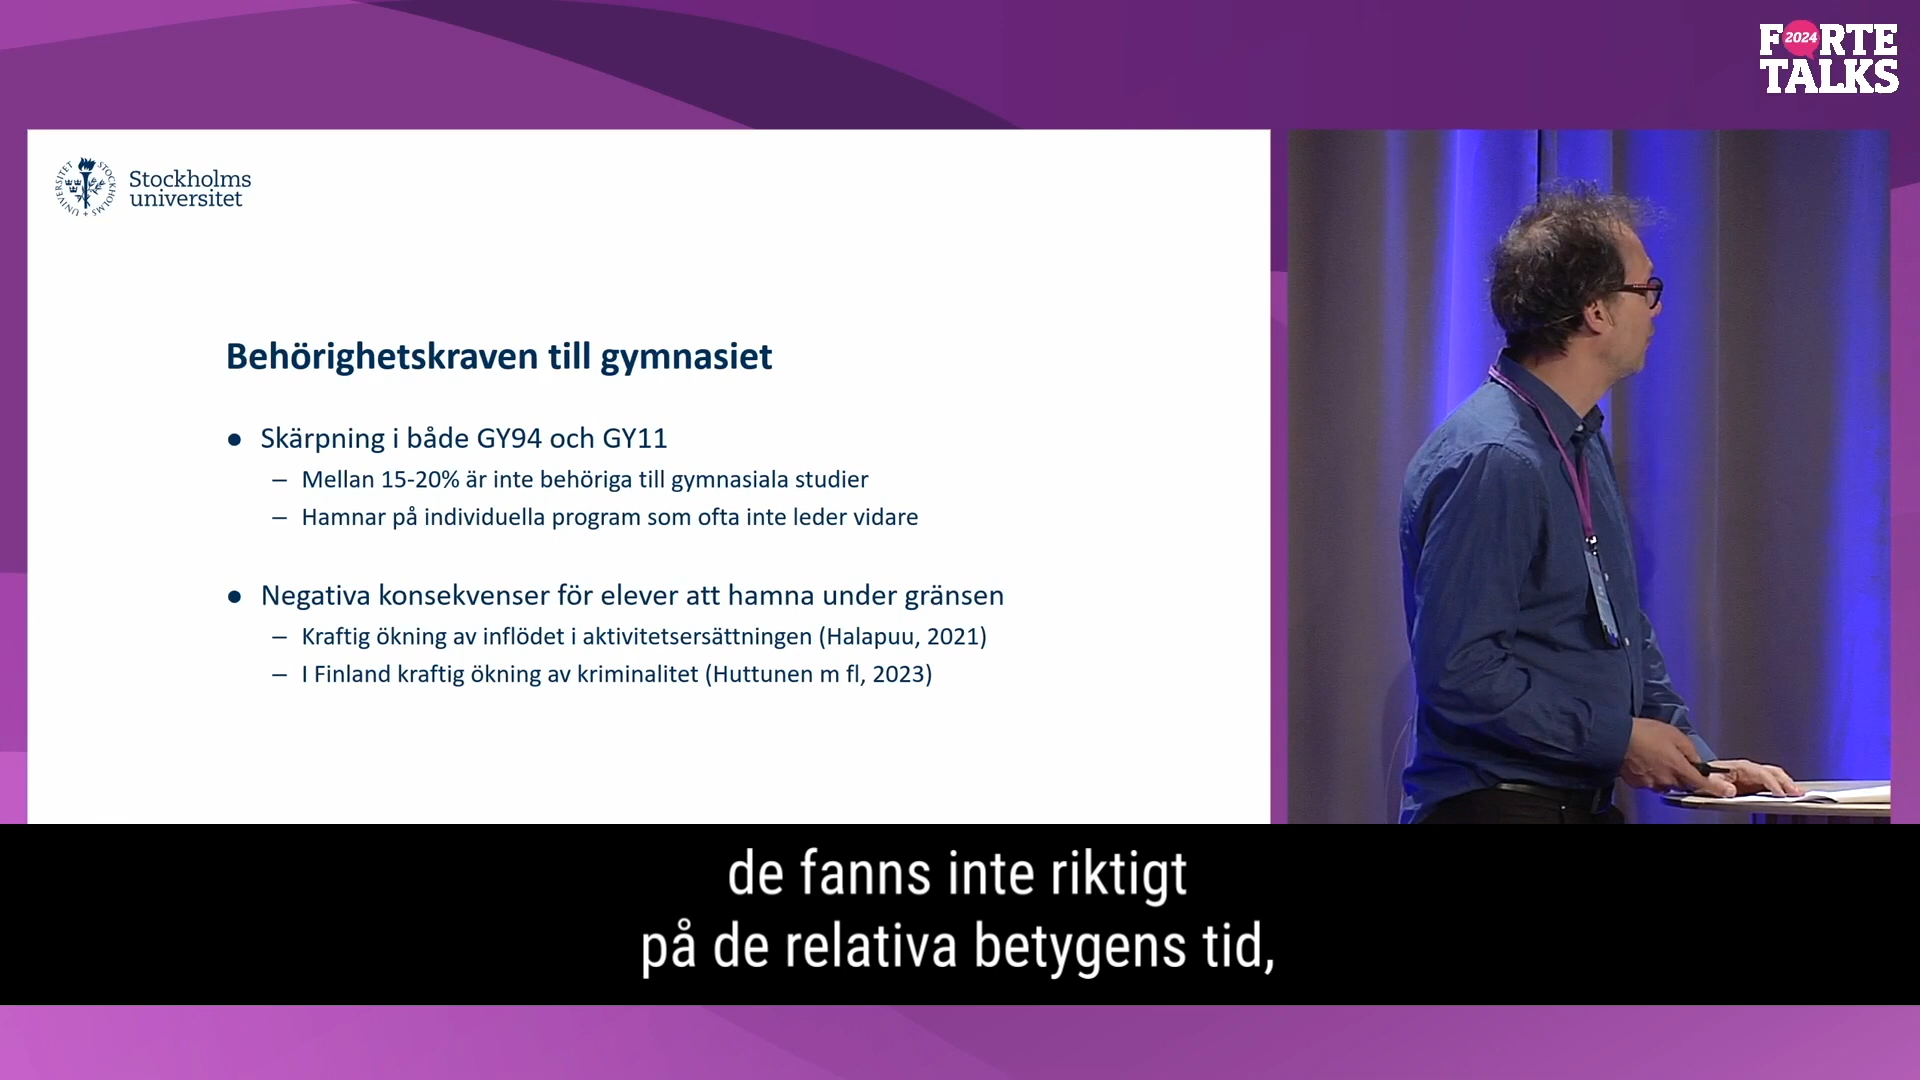 FORTE
2024
TALKS
Stockholms
universitet
STOCKHOLMS UNIVERSITET
Behörighetskraven till gymnasiet
● Skärpning i både GY94 och GY11
– Mellan 15-20% är inte behöriga till gymnasiala studier
– Hamnar på individuella program som ofta inte leder vidare
● Negativa konsekvenser för elever att hamna under gränsen
– Kraftig ökning av inflödet i aktivitetsersättningen (Halapuu, 2021)
– I Finland kraftig ökning av kriminalitet (Huttunen m fl, 2023)
de fanns inte riktigt
på de relativa betygens tid,